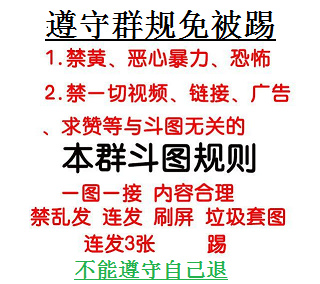 遵守群规免被踢
1.禁黄、恶心暴力、恐怖
2.禁一切视频、链接、广告
、求赞等与斗图无关的
本群斗图规则
一图一接 内容合理
禁乱发 连发 刷屏 垃圾套图
连发3张 踢
不能遵守自己退